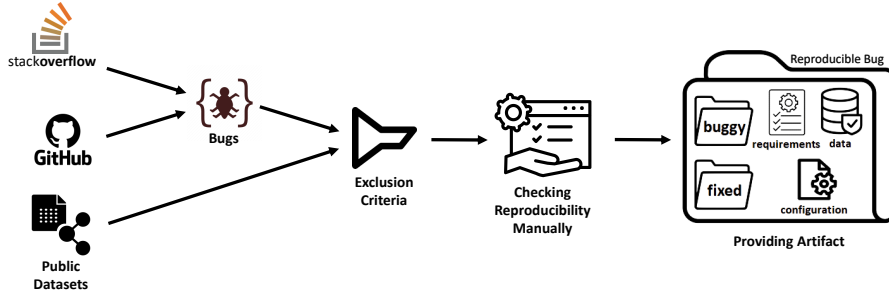 stackoverflow
GitHub
Public
Datasets
Bugs
Exclusion
Criteria
Checking
Reproducibility
Manually
Reproducible Bug
buggy
requirements
data
fixed
configuration
Providing Artifact